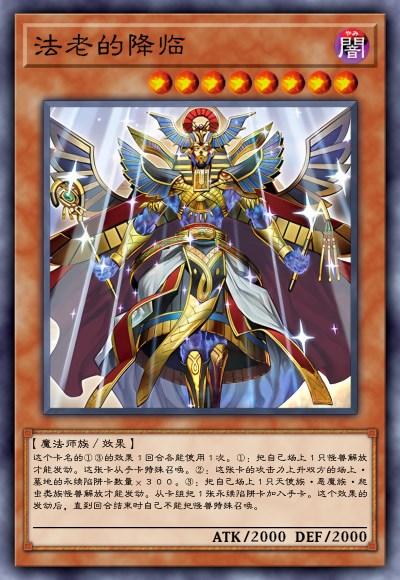 法老的降临
やみ
闇
【魔法师族／效果】
这个卡名的①③的效果1回合各能使用1次。①：把自己场上1只怪兽解放
才能发动。这张卡从手卡特殊召唤。②：这张卡的攻击力上升双方的场上·
墓地的永续陷阱卡数量×300。③：把自己场上1只天使族·恶魔族·爬
虫类族怪兽解放才能发动。从卡组把1张永续陷阱卡加入手卡。这个效果的
发动后，直到回合结束时自己不能把怪兽特殊召唤。
ATK/2000 DEF/2000